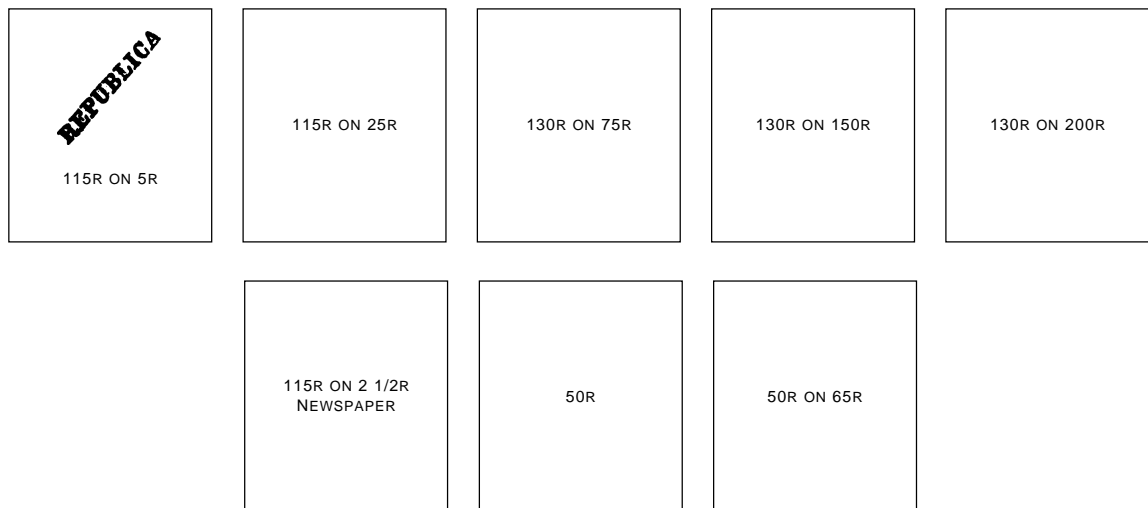 REPUBLICA
115R ON 5R
115R ON 25R
130R ON 75R
130R ON 150R
130R ON 200R
115R ON 2 1/2R
NEWSPAPER
50R
50R ON 65R